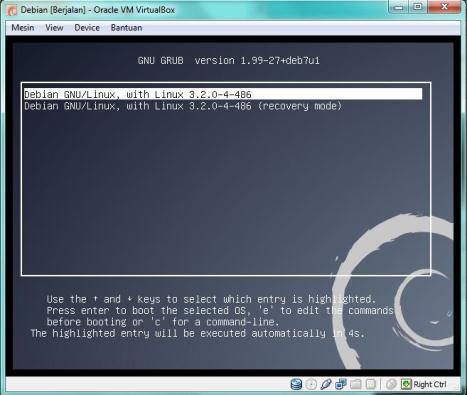 Debian [Berjalan] - Oracle VM VirtualBox
Mesin View Device Bantuan
GNU GRUB version 1.99-27+deb7u1
Debian GNU/Linux, with Linux 3.2.0-4-486
Debian GNU/Linux, with Linux 3.2.0-4-486 (recovery mode)
Use the ↑ and ↓ keys to select which entry is highlighted.
Press enter to boot the selected OS, 'e' to edit the commands
before booting or 'c' for a command-line.
The highlighted entry will be executed automatically in 4s.
Right Ctrl